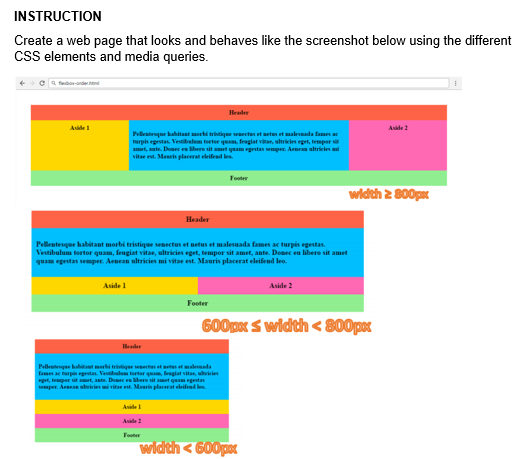 INSTRUCTION
Create a web page that looks and behaves like the screenshot below using the different
CSS elements and media queries.
flexbox-order.html
Header
Aside 1
Pellentesque habitant morbi tristique senectus et netus et malesuada fames ac
turpis egestas. Vestibulum tortor quam, feugiat vitae, ultricies eget, tempor sit
amet, ante. Donec eu libero sit amet quam egestas semper. Aenean ultricies mi
vitae est. Mauris placerat eleifend leo.
Aside 2
Footer
width ≥ 800px
Header
Pellentesque habitant morbi tristique senectus et netus et malesuada fames ac turpis egestas.
Vestibulum tortor quam, feugiat vitae, ultricies eget, tempor sit amet, ante. Donec eu libero sit amet
quam egestas semper. Aenean ultricies mi vitae est. Mauris placerat eleifend leo.
Aside 1 Aside 2
Footer
600px ≤ width < 800px
Header
Pellentesque habitant morbi tristique senectus et netus et malesuada
fames ac turpis egestas. Vestibulum tortor quam, feugiat vitae, ultricies
eget, tempor sit amet, ante. Donec eu libero sit amet quam egestas
semper. Aenean ultricies mi vitae est. Mauris placerat eleifend leo.
Aside 1
Aside 2
Footer
width < 600px